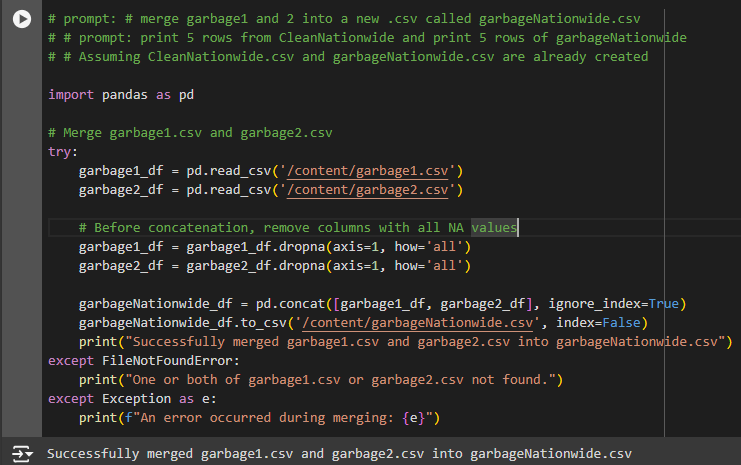 # prompt: # merge garbage1 and 2 into a new .csv called garbageNationwide.csv
# # prompt: print 5 rows from CleanNationwide and print 5 rows of garbageNationwide
# # Assuming CleanNationwide.csv and garbageNationwide.csv are already created
import pandas as pd
# Merge garbage1.csv and garbage2.csv
try:
    garbage1_df = pd.read_csv('/content/garbage1.csv')
    garbage2_df = pd.read_csv('/content/garbage2.csv')
    # Before concatenation, remove columns with all NA values
    garbage1_df = garbage1_df.dropna(axis=1, how='all')
    garbage2_df = garbage2_df.dropna(axis=1, how='all')
    garbageNationwide_df = pd.concat([garbage1_df, garbage2_df], ignore_index=True)
    garbageNationwide_df.to_csv('/content/garbageNationwide.csv', index=False)
    print("Successfully merged garbage1.csv and garbage2.csv into garbageNationwide.csv")
except FileNotFoundError:
    print("One or both of garbage1.csv or garbage2.csv not found.")
except Exception as e:
    print(f"An error occurred during merging: {e}")
Successfully merged garbage1.csv and garbage2.csv into garbageNationwide.csv